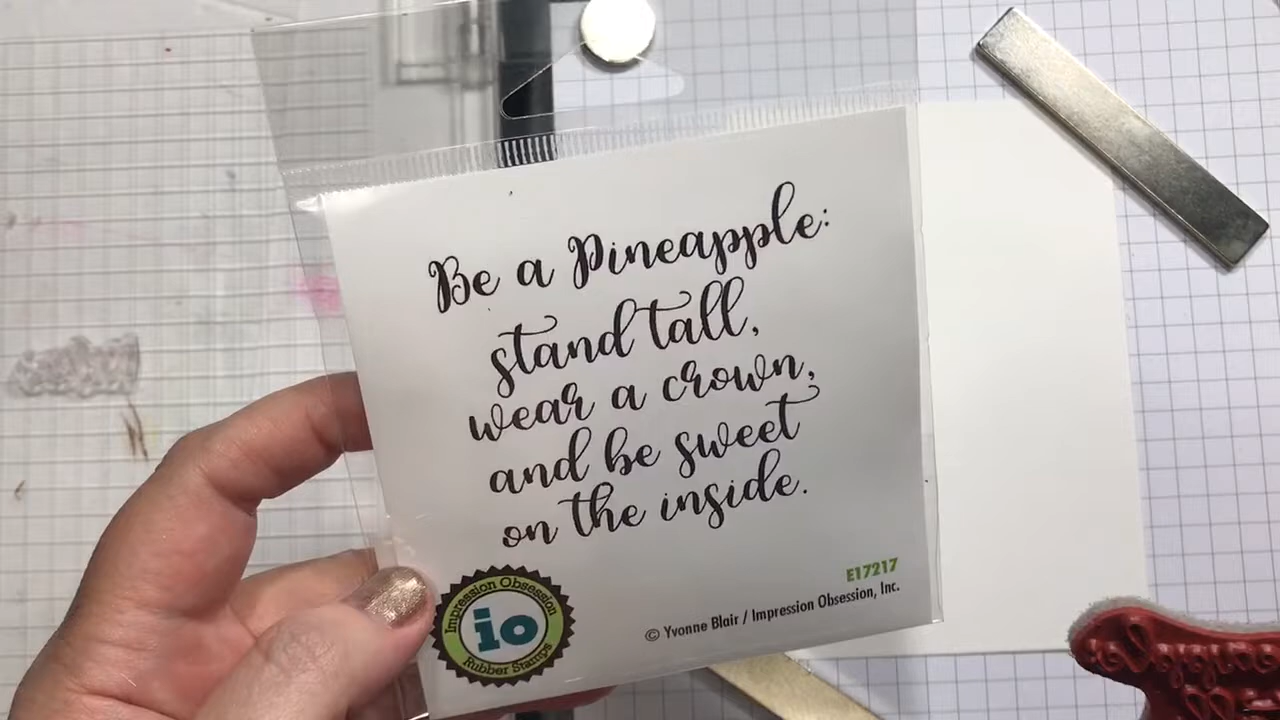 Be a Pineapple:
stand tall,
wear a crown,
and be sweet
on the inside.
E17217
© Yvonne Blair / Impression Obsession, Inc.
Impression Obsession
io
Rubber Stamps